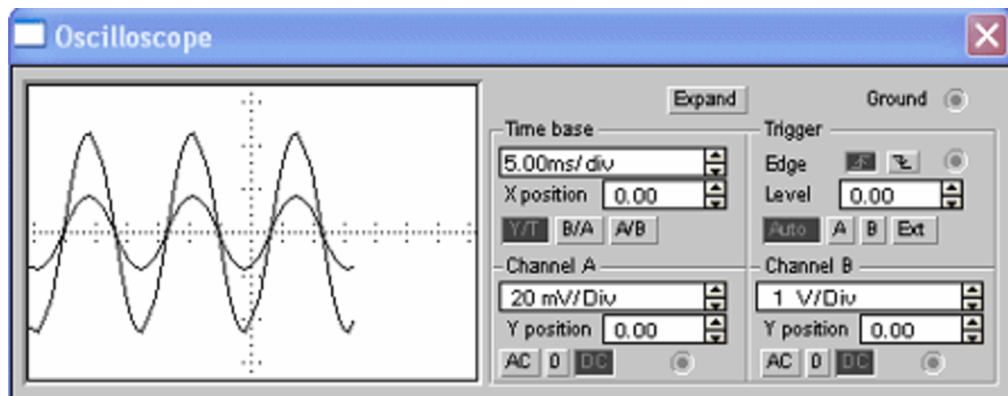 Oscilloscope
Expand
Ground
Time base
5.00ms/div
X position 0.00
Y/T B/A A/B
Trigger
Edge
Level 0.00
Auto A B Ext
Channel A
20 mV/Div
Y position 0.00
AC 0 DC
Channel B
1 V/Div
Y position 0.00
AC 0 DC